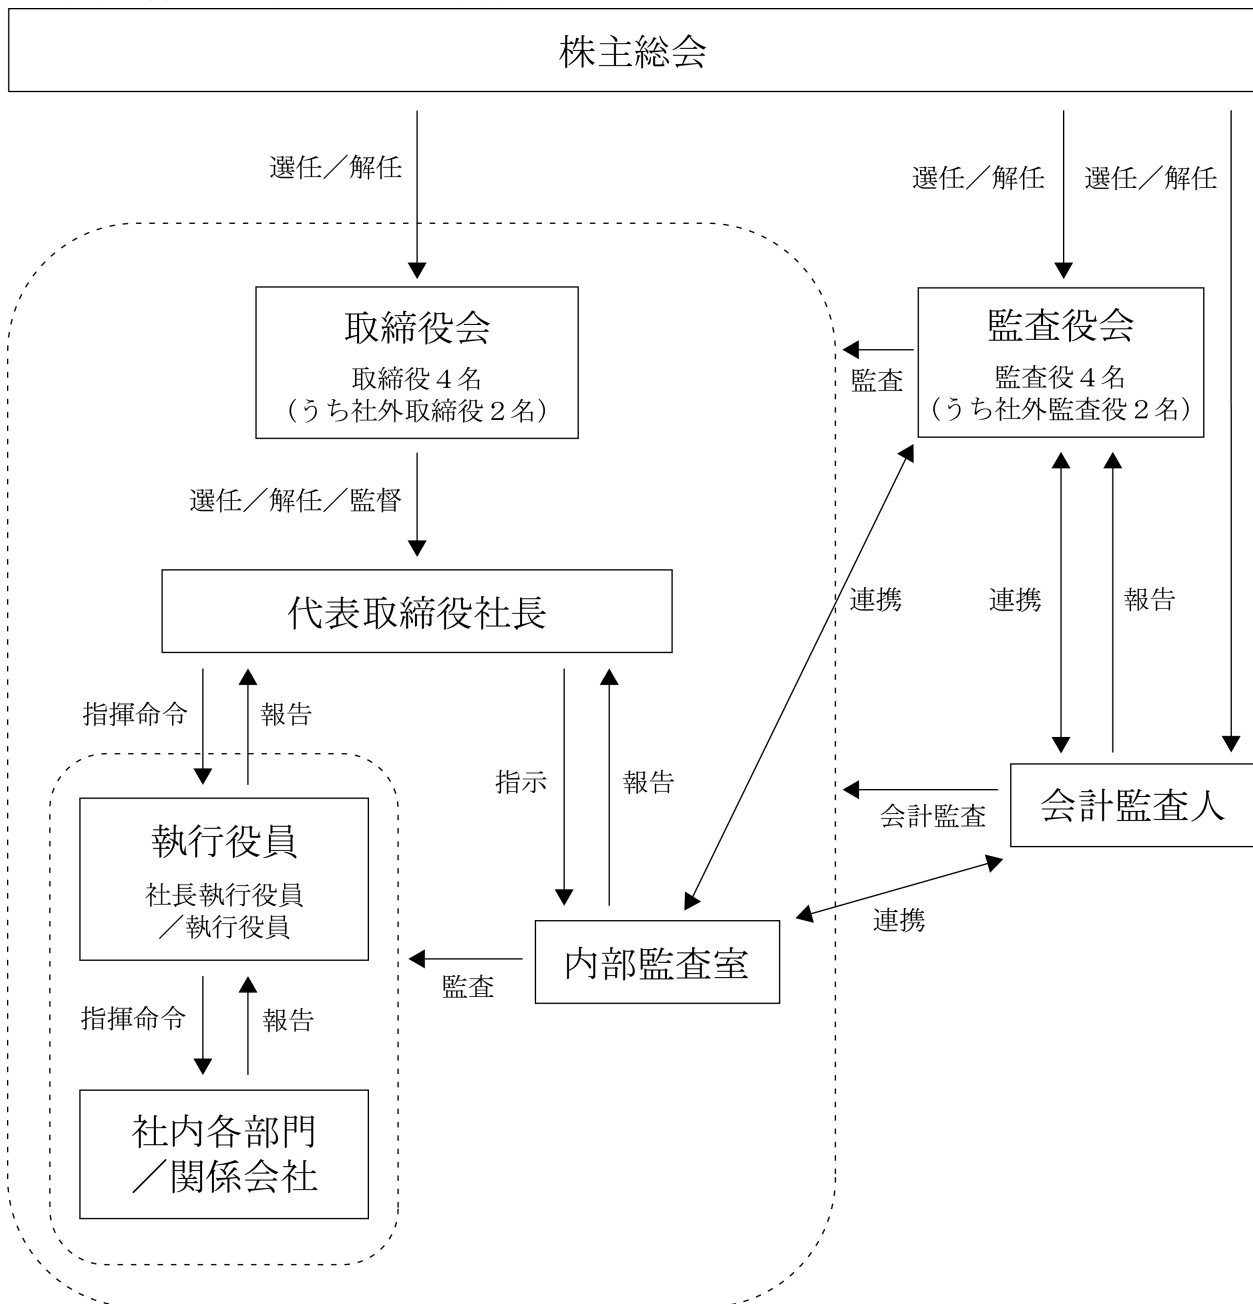 株主総会
選任／解任
選任／解任
選任／解任
取締役会
取締役４名
（うち社外取締役２名）
監査役会
監査役４名
（うち社外監査役２名）
監査
選任／解任／監督
代表取締役社長
連携
連携
報告
指揮命令
報告
指示
報告
執行役員
社長執行役員
／執行役員
会計監査
会計監査人
連携
内部監査室
監査
指揮命令
報告
社内各部門
／関係会社